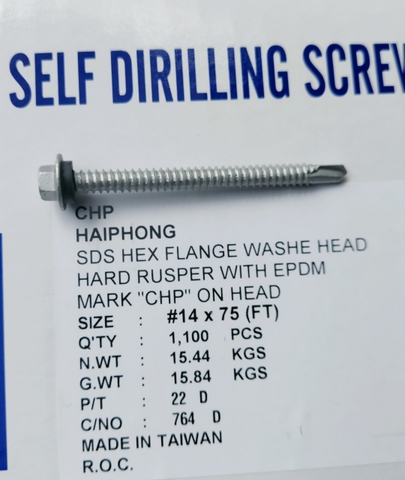 SELF DIRILLING SCREW
CHP
HAIPHONG
SDS HEX FLANGE WASHE HEAD
HARD RUSPER WITH EPDM
MARK "CHP" ON HEAD
SIZE : #14 x 75 (FT)
Q'TY : 1,100 PCS
N.WT : 15.44 KGS
G.WT : 15.84 KGS
P/T : 22 D
C/NO : 764 D
MADE IN TAIWAN
R.O.C.